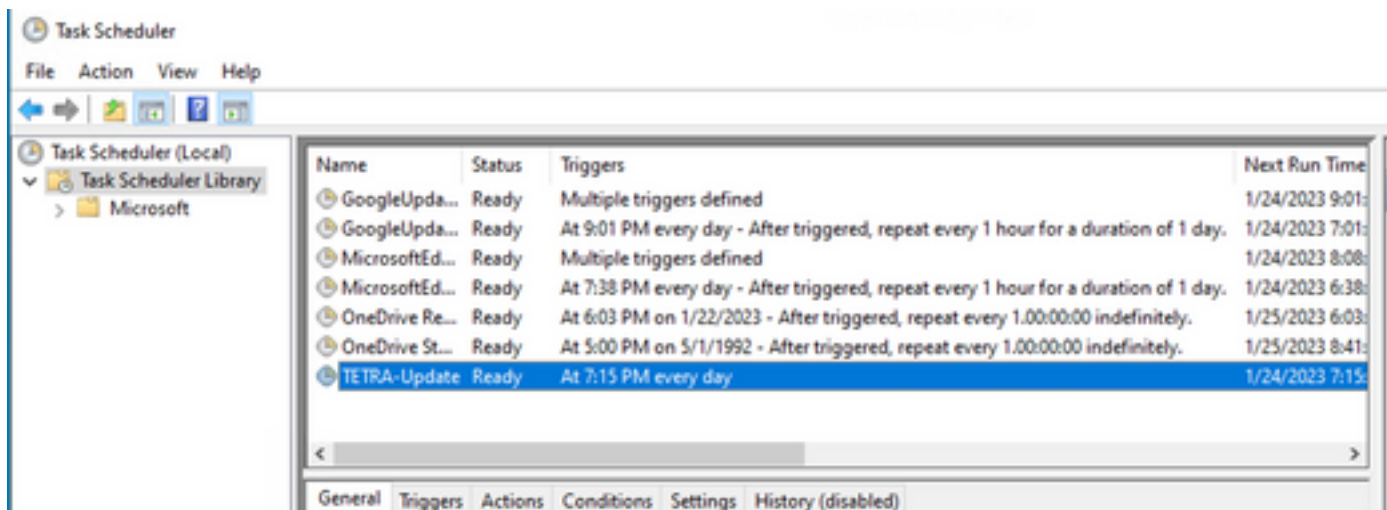 Task Scheduler
File Action View Help
Task Scheduler (Local)
Task Scheduler Library
Microsoft
Name Status Triggers Next Run Time
GoogleUpda... Ready Multiple triggers defined 1/24/2023 9:01:
GoogleUpda... Ready At 9:01 PM every day - After triggered, repeat every 1 hour for a duration of 1 day. 1/24/2023 7:01:
MicrosoftEd... Ready Multiple triggers defined 1/24/2023 8:08:
MicrosoftEd... Ready At 7:38 PM every day - After triggered, repeat every 1 hour for a duration of 1 day. 1/24/2023 6:38:
OneDrive Re... Ready At 6:03 PM on 1/22/2023 - After triggered, repeat every 1.00:00:00 indefinitely. 1/25/2023 6:03:
OneDrive St... Ready At 5:00 PM on 5/1/1992 - After triggered, repeat every 1.00:00:00 indefinitely. 1/25/2023 8:41:
TETRA-Update Ready At 7:15 PM every day 1/24/2023 7:15:
General Triggers Actions Conditions Settings History (disabled)